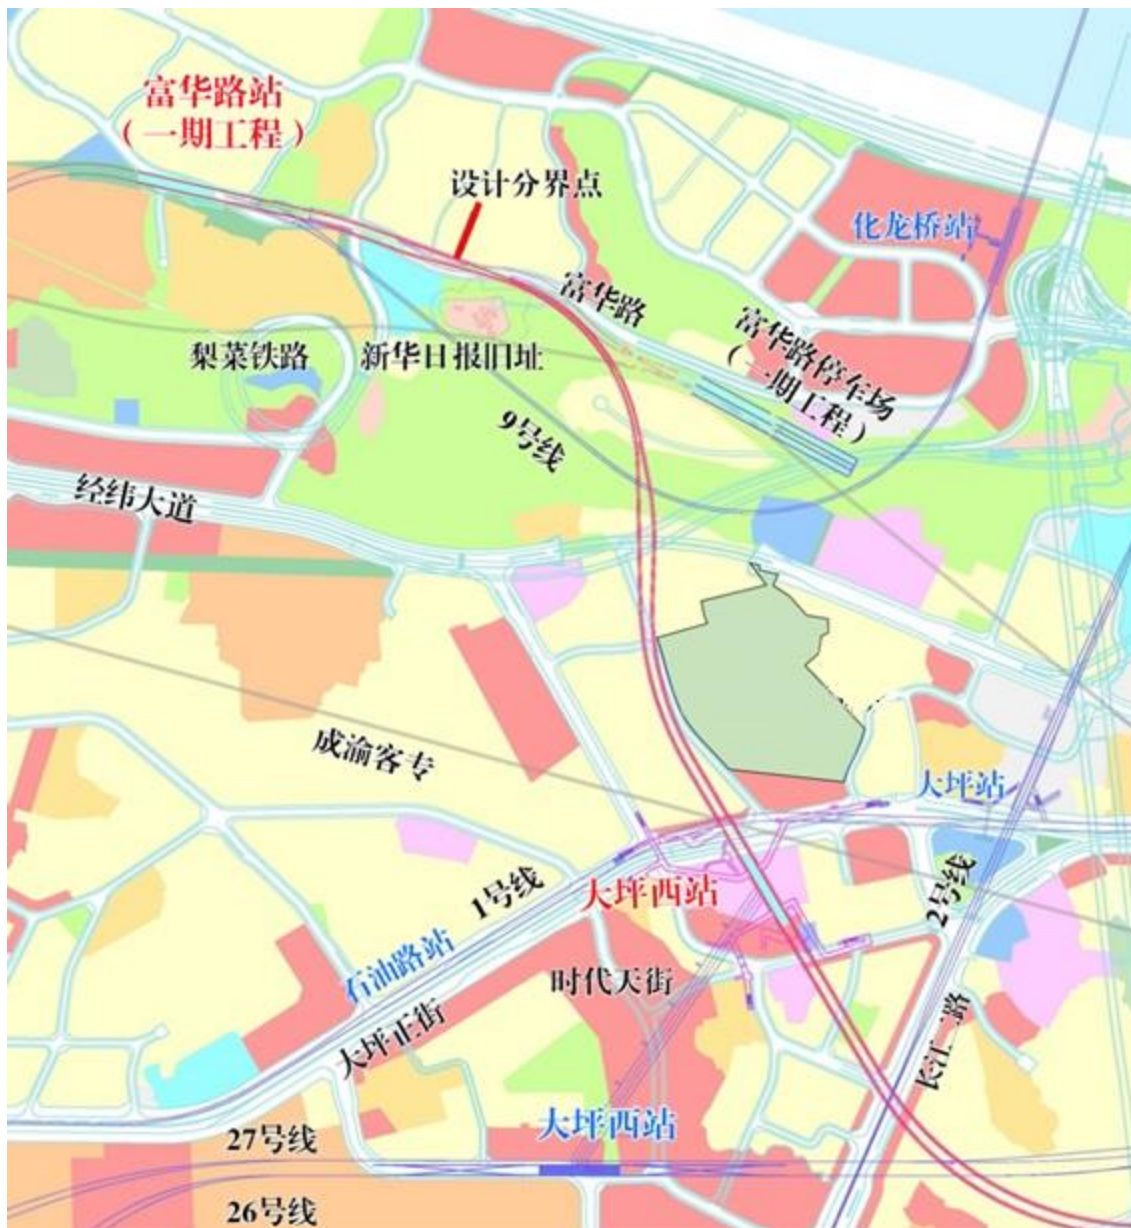 富华路站
（一期工程）
设计分界点
化龙桥站
富华路
富华路停车场
（一期工程）
梨菜铁路
新华日报旧址
9号线
经纬大道
成渝客专
大坪站
1号线
大坪西站
2号线
石油路站
时代天街
大坪正街
长江二路
大坪西站
27号线
26号线